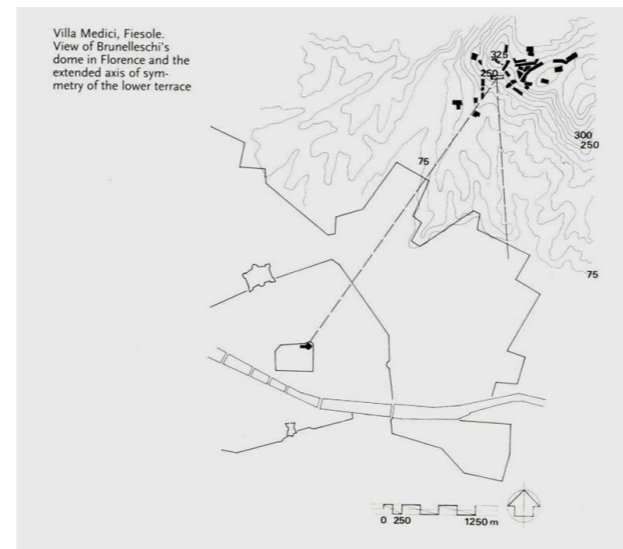 Villa Medici, Fiesole.
View of Brunelleschi's
dome in Florence and the
extended axis of sym-
metry of the lower terrace
325
250
300
250
75
75
0 250 1250 m